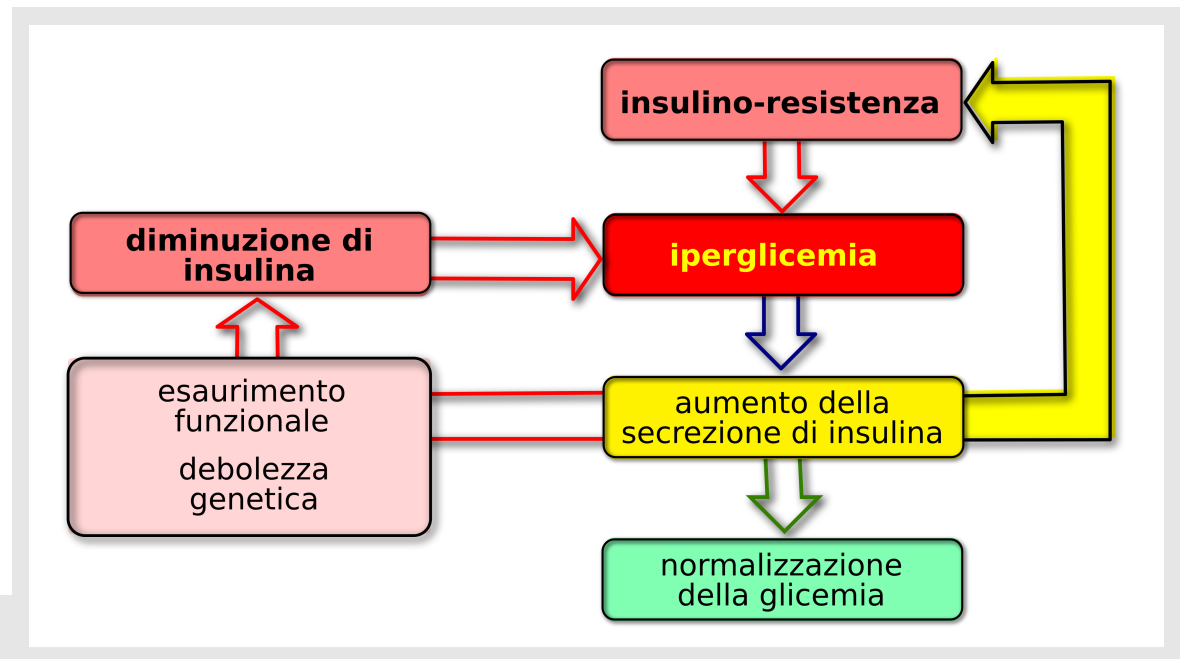 insulino-resistenza
diminuzione di
insulina
iperglicemia
esaurimento
funzionale
debolezza
genetica
aumento della
secrezione di insulina
normalizzazione
della glicemia